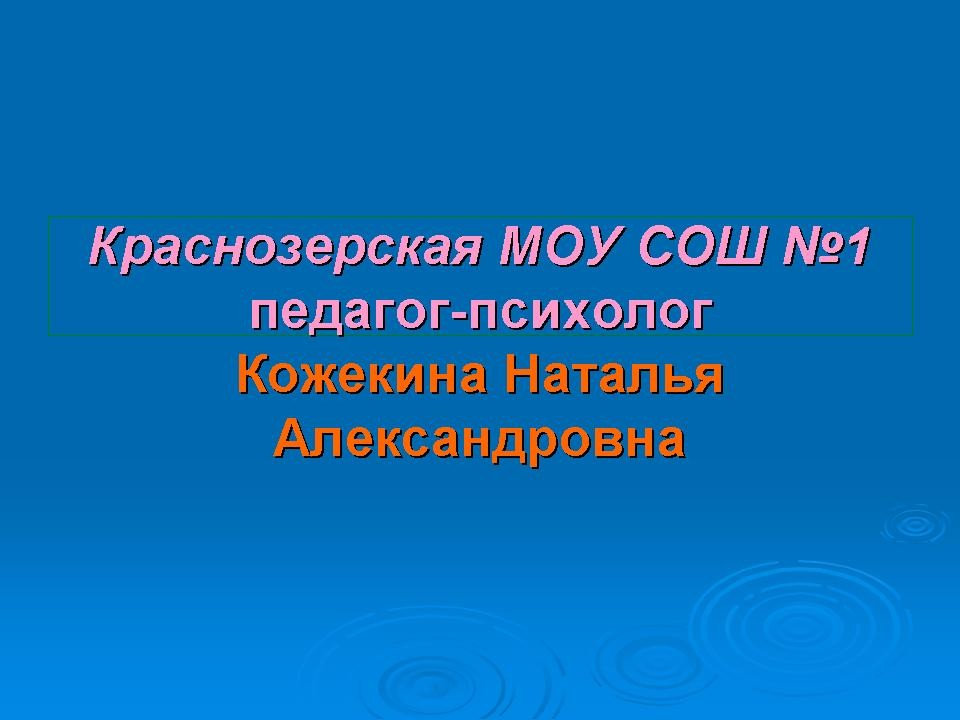 Краснозерская МОУ СОШ №1
педагог-психолог
Кожекина Наталья
Александровна